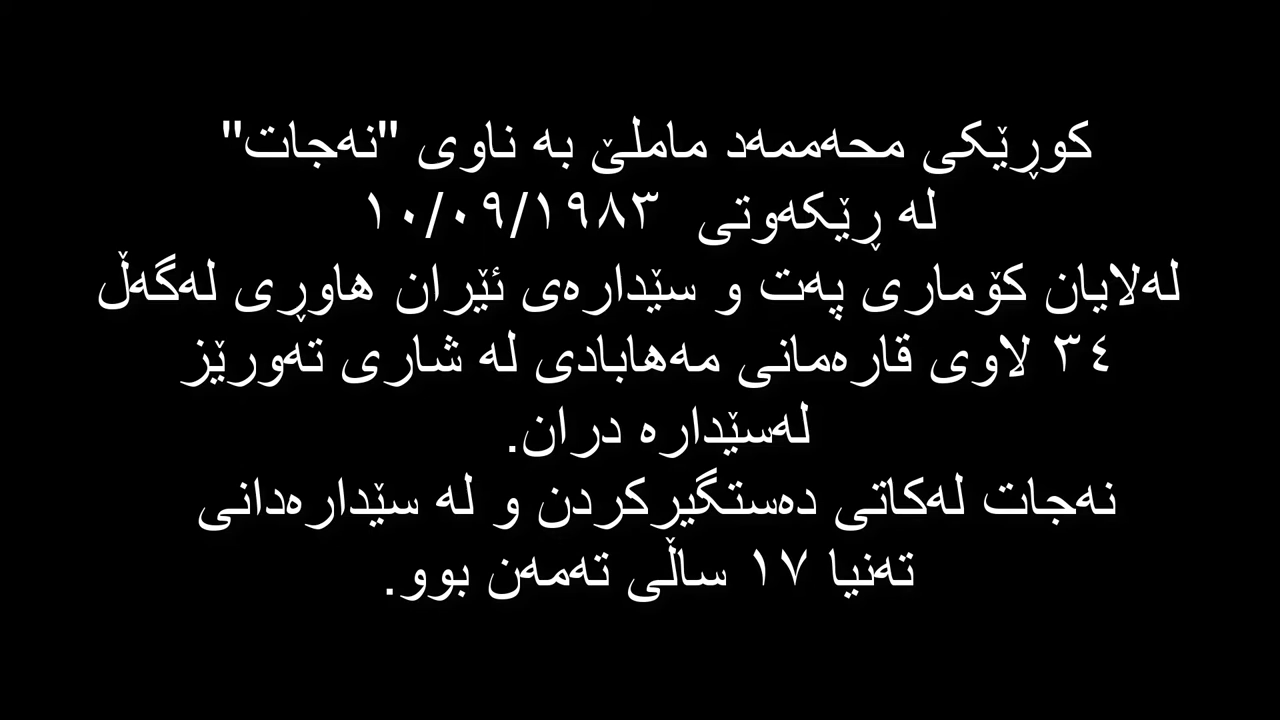 کوڕێکی محەممەد ماملێ بە ناوی "نەجات"
لە ڕێکەوتی ١٠/٠٩/١٩٨٣
لەلایان کۆماری پەت و سێدارەی ئێران هاوڕی لەگەڵ
٣٤ لاوی قارەمانی مەهابادی لە شاری تەورێز
لەسێدارە دران.
نەجات لەکاتی دەستگیرکردن و لە سێدارەدانی
تەنیا ١٧ ساڵی تەمەن بوو.